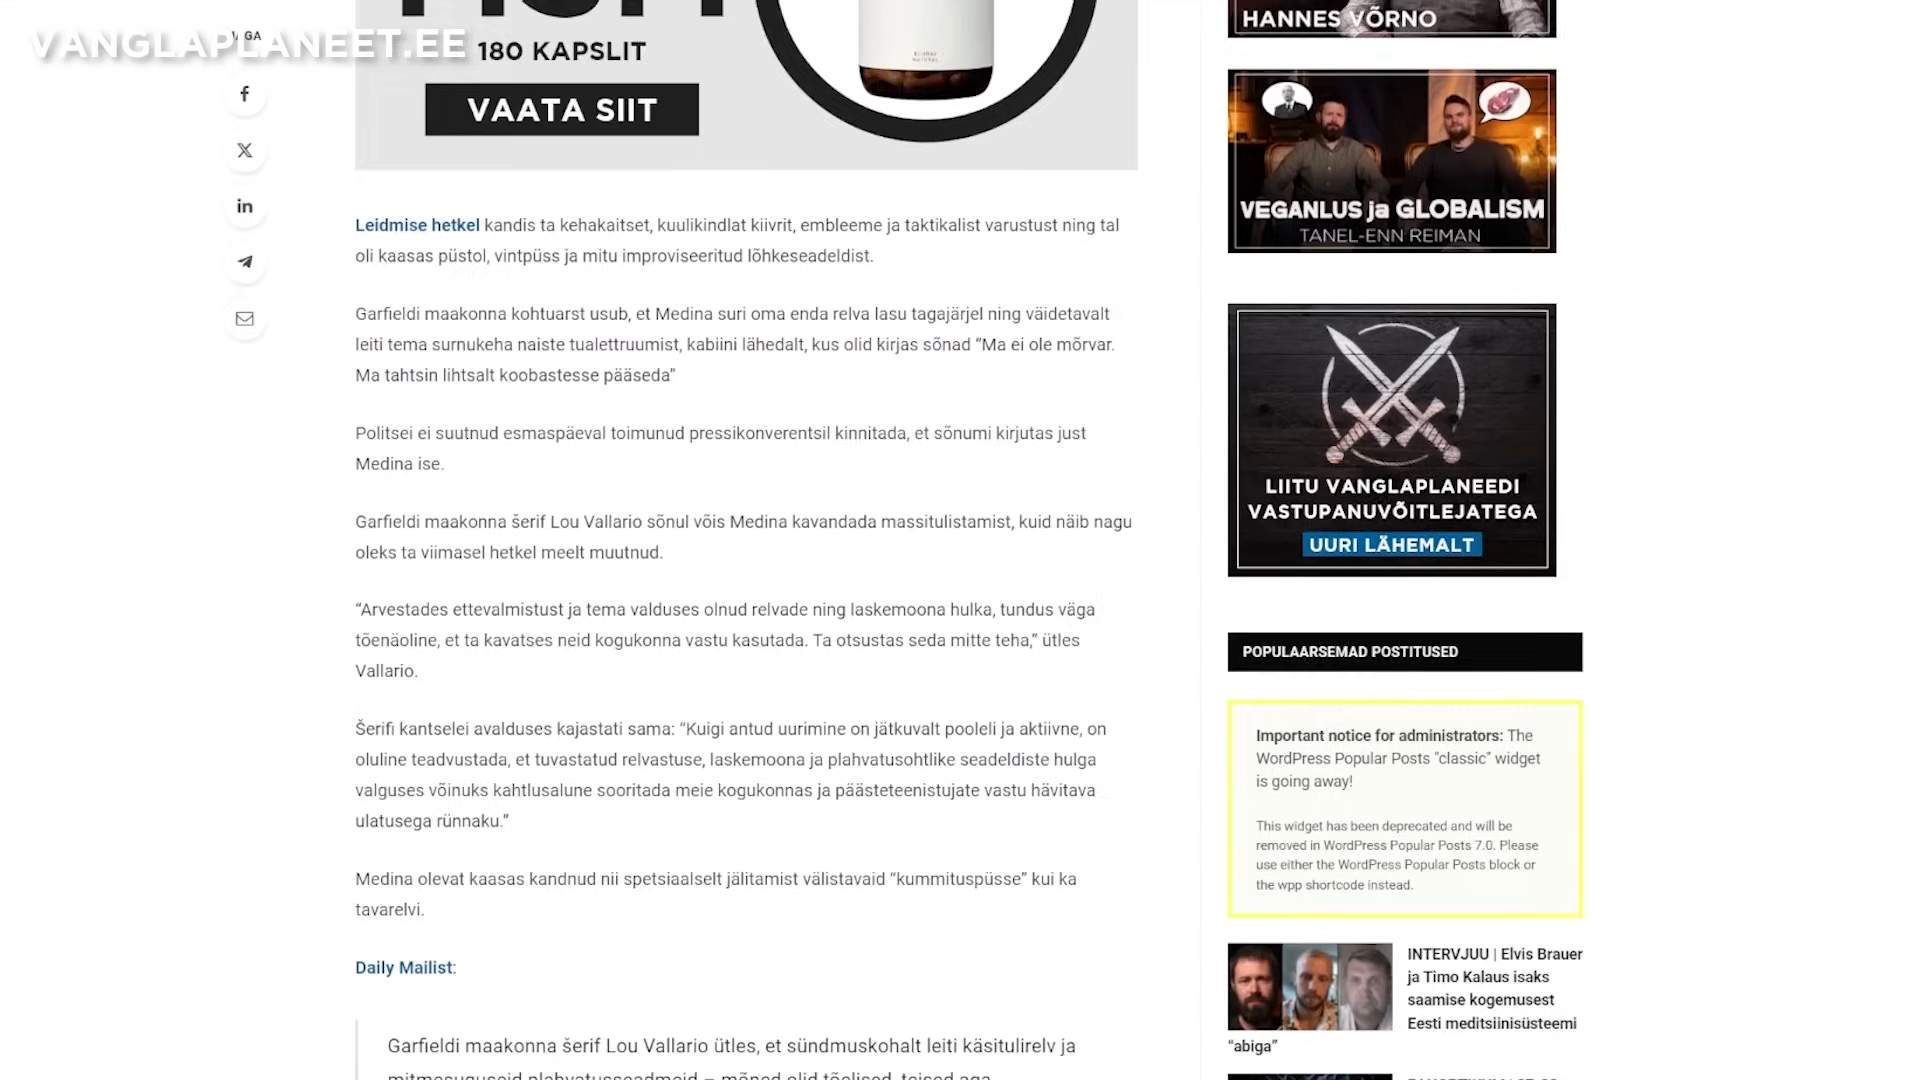 VANGLAPLANEET.EE
180 KAPSLIT
VAATA SIIT
Leidmise hetkel kandis ta kehakaitset, kuulikindlat kiivrit, embleeme ja taktikalist varustust ning tal
oli kaasas püstol, vintpüss ja mitu improviseeritud lõhkeseadeldist.
Garfieldi maakonna kohtuarst usub, et Medina suri oma enda relva lasu tagajärjel ning väidetavalt
leiti tema surnukeha naiste tualettruumist, kabiini lähedalt, kus olid kirjas sõnad “Ma ei ole mõrvar.
Ma tahtsin lihtsalt koobastesse pääseda”
Politsei ei suutnud esmaspäeval toimunud pressikonverentsil kinnitada, et sõnumi kirjutas just
Medina ise.
Garfieldi maakonna šerif Lou Vallario sõnul võis Medina kavandada massitulistamist, kuid näib nagu
oleks ta viimasel hetkel meelt muutnud.
“Arvestades ettevalmistust ja tema valduses olnud relvade ning laskemoona hulka, tundus väga
tõenäoline, et ta kavatses neid kogukonna vastu kasutada. Ta otsustas seda mitte teha,” ütles
Vallario.
Šerifi kantselei avalduses kajastati sama: “Kuigi antud uurimine on jätkuvalt pooleli ja aktiivne, on
oluline teadvustada, et tuvastatud relvastuse, laskemoona ja plahvatusohtlike seadeldiste hulga
valguses võinuks kahtlusalune sooritada meie kogukonnas ja päästeteenistujate vastu hävitava
ulatusega rünnaku.”
Medina olevat kaasas kandnud nii spetsiaalselt jälitamist välistavaid “kummituspüsse” kui ka
tavarelvi.
Daily Mailist:
Garfieldi maakonna šerif Lou Vallario ütles, et sündmuskohalt leiti käsitulirelv ja
mitmesuguseid plahvatusseadmeid – mõned olid tõelised, teised aga
HANNES VÕRNO
VEGANLUS ja GLOBALISM
TANEL-ENN REIMAN
LIITU VANGLAPLANEEDI
VASTUPANUVÕITLEJATEGA
UURI LÄHEMALT
POPULAARSEMAD POSTITUSED
Important notice for administrators: The
WordPress Popular Posts "classic" widget
is going away!
This widget has been deprecated and will be
removed in WordPress Popular Posts 7.0. Please
use either the WordPress Popular Posts block or
the wpp shortcode instead.
INTERVJUU | Elvis Brauer
ja Timo Kalaus isaks
saamise kogemusest
Eesti meditsiinisüsteemi
“abiga”